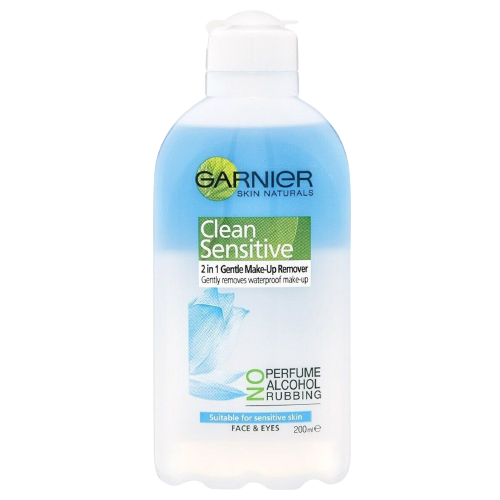 GARNIER
SKIN NATURALS
Clean
Sensitive
2 in 1 Gentle Make-Up Remover
Gently removes waterproof make-up
NO
PERFUME
ALCOHOL
RUBBING
Suitable for sensitive skin
FACE & EYES
200ml℮